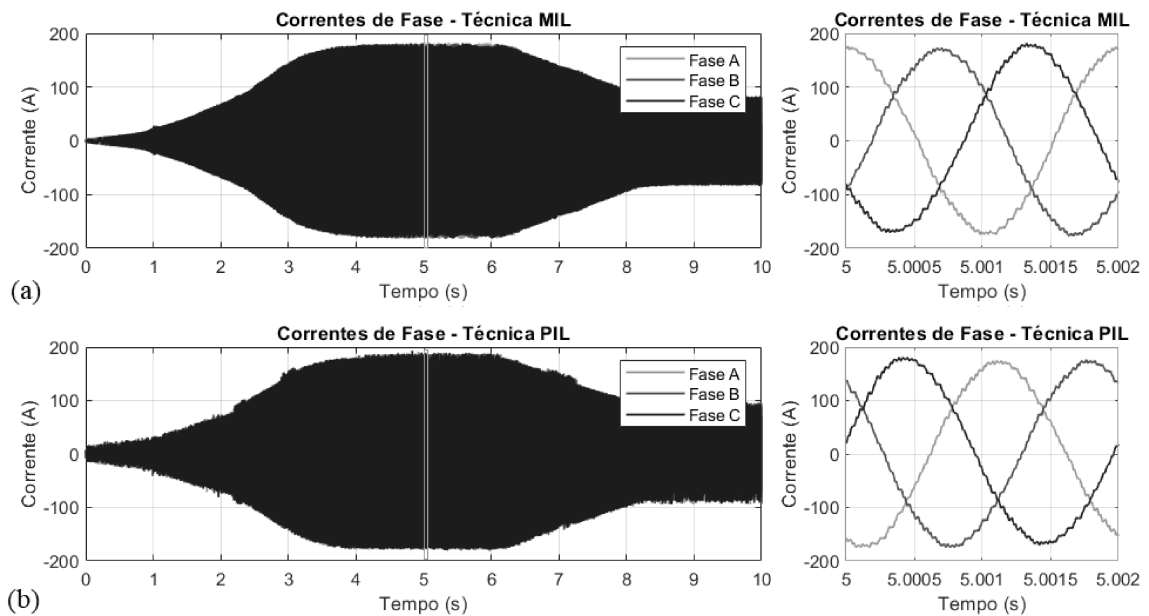 Correntes de Fase - Técnica MIL
Corrente (A)
200
100
0
-100
-200
Fase A
Fase B
Fase C
0 1 2 3 4 5 6 7 8 9 10
Tempo (s)
(a)
Correntes de Fase - Técnica MIL
Corrente (A)
200
100
0
-100
-200
5 5.0005 5.001 5.0015 5.002
Tempo (s)
Correntes de Fase - Técnica PIL
Corrente (A)
200
100
0
-100
-200
Fase A
Fase B
Fase C
0 1 2 3 4 5 6 7 8 9 10
Tempo (s)
(b)
Correntes de Fase - Técnica PIL
Corrente (A)
200
100
0
-100
-200
5 5.0005 5.001 5.0015 5.002
Tempo (s)